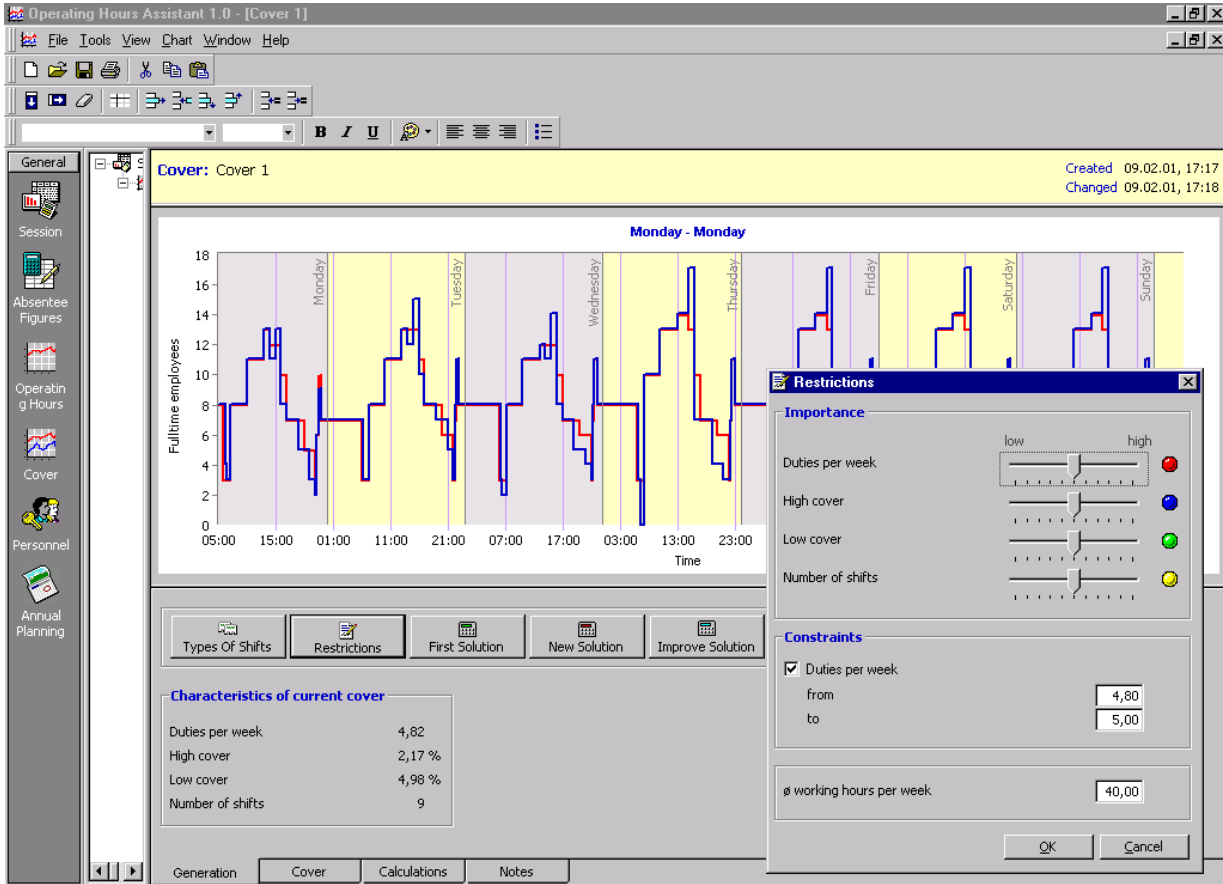 Operating Hours Assistant 1.0 - [Cover 1]
File Tools View Chart Window Help
B I U
General
Session
Absentee
Figures
Operatin
g Hours
Cover
Personnel
Annual
Planning
Cover: Cover 1
Created 09.02.01, 17:17
Changed 09.02.01, 17:18
Monday - Monday
Fulltime employees
18
16
14
12
10
8
6
4
2
0
Monday
Tuesday
Wednesday
Thursday
Friday
Saturday
Sunday
05:00 15:00 01:00 11:00 21:00 07:00 17:00 03:00 13:00 23:00
Time
Types Of Shifts Restrictions First Solution New Solution Improve Solution
Characteristics of current cover
Duties per week 4,82
High cover 2,17 %
Low cover 4,98 %
Number of shifts 9
Generation Cover Calculations Notes
Restrictions
Importance
low high
Duties per week
High cover
Low cover
Number of shifts
Constraints
Duties per week
from 4,80
to 5,00
ø working hours per week 40,00
OK Cancel